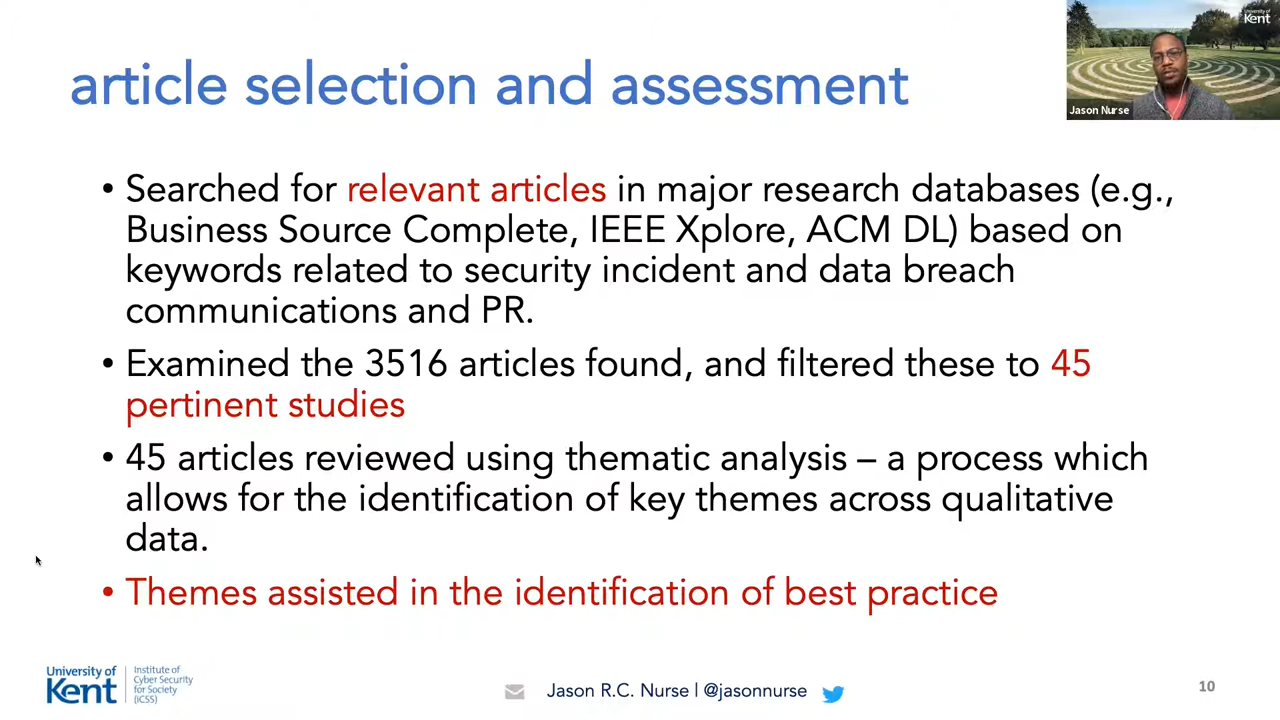 article selection and assessment
University of
Kent
Jason Nurse
• Searched for relevant articles in major research databases (e.g.,
Business Source Complete, IEEE Xplore, ACM DL) based on
keywords related to security incident and data breach
communications and PR.
• Examined the 3516 articles found, and filtered these to 45
pertinent studies
• 45 articles reviewed using thematic analysis – a process which
allows for the identification of key themes across qualitative
data.
• Themes assisted in the identification of best practice
University of
Kent
Institute of
Cyber Security
for Society
(iCSS)
Jason R.C. Nurse | @jasonnurse
10